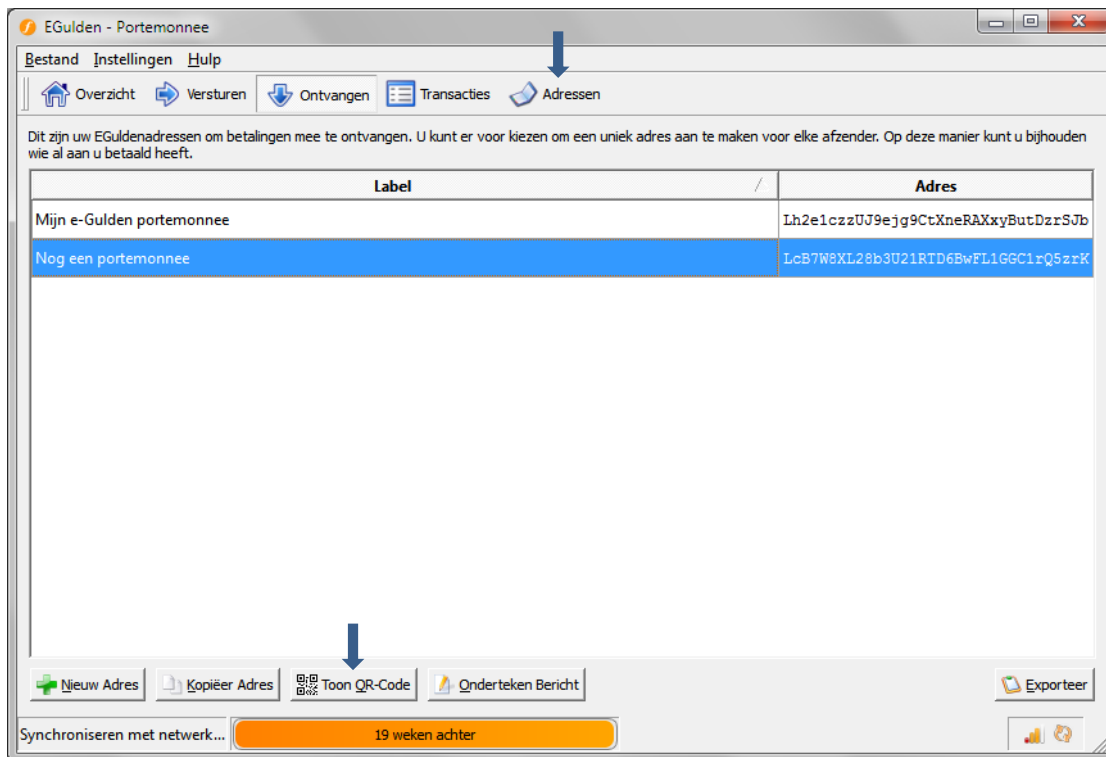 EGulden - Portemonnee
Bestand Instellingen Hulp
Overzicht Versturen Ontvangen Transacties Adressen
Dit zijn uw EGuldenadressen om betalingen mee te ontvangen. U kunt er voor kiezen om een uniek adres aan te maken voor elke afzender. Op deze manier kunt u bijhouden
wie al aan u betaald heeft.
Label Adres
Mijn e-Gulden portemonnee Lh2e1czzUJ9ejg9CtXneRAXxyButDzrSJb
Nog een portemonnee LcB7W8XL28b3U21RTD6BwFL1GGC1rQ5zrK
Nieuw Adres Kopiëer Adres Toon QR-Code Onderteken Bericht Exporteer
Synchroniseren met netwerk... 19 weken achter